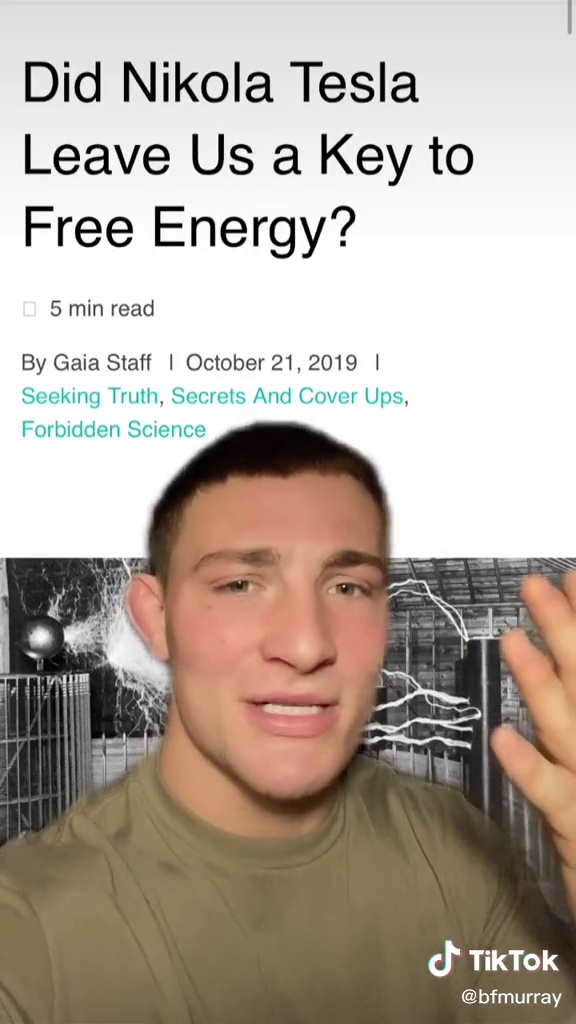 Did Nikola Tesla
Leave Us a Key to
Free Energy?
5 min read
By Gaia Staff | October 21, 2019 |
Seeking Truth, Secrets And Cover Ups,
Forbidden Science
TikTok
@bfmurray